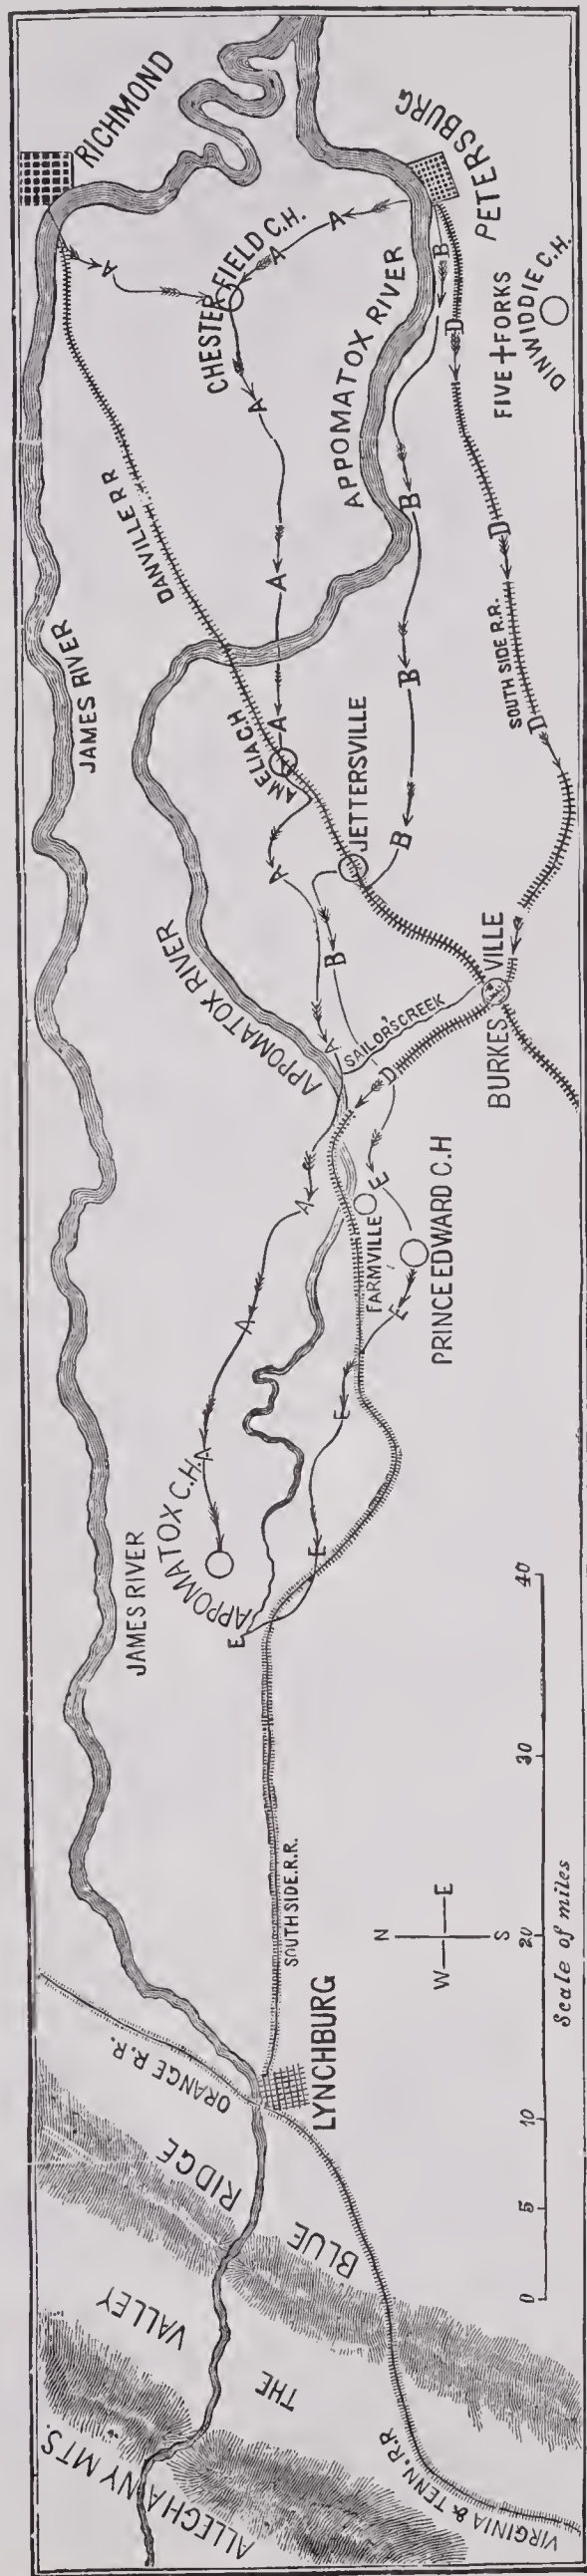 RICHMOND
PETERSBURG
CHESTERFIELD C.H.
APPOMATOX RIVER
FIVE FORKS
DINWIDDIE C.H.
DANVILLE R R
JAMES RIVER
SOUTH SIDE R.R.
AMELIA C H
JETTERSVILLE
APPOMATOX RIVER
SAILOR'S CREEK
BURKESVILLE
FARMVILLE
PRINCE EDWARD C.H
APPOMATOX C.H.
JAMES RIVER
SOUTH SIDE. R.R.
LYNCHBURG
ORANGE R.R.
BLUE RIDGE
THE VALLEY
ALLEGHAINY MTS.
VIRGINIA & TENN. R.R
A
A
A
A
A
A
A
A
A
A
A
B
B
B
B
B
D
D
D
D
E
E
E
E
E
N
W E
S
0 5 10 20 30 40
Scale of miles